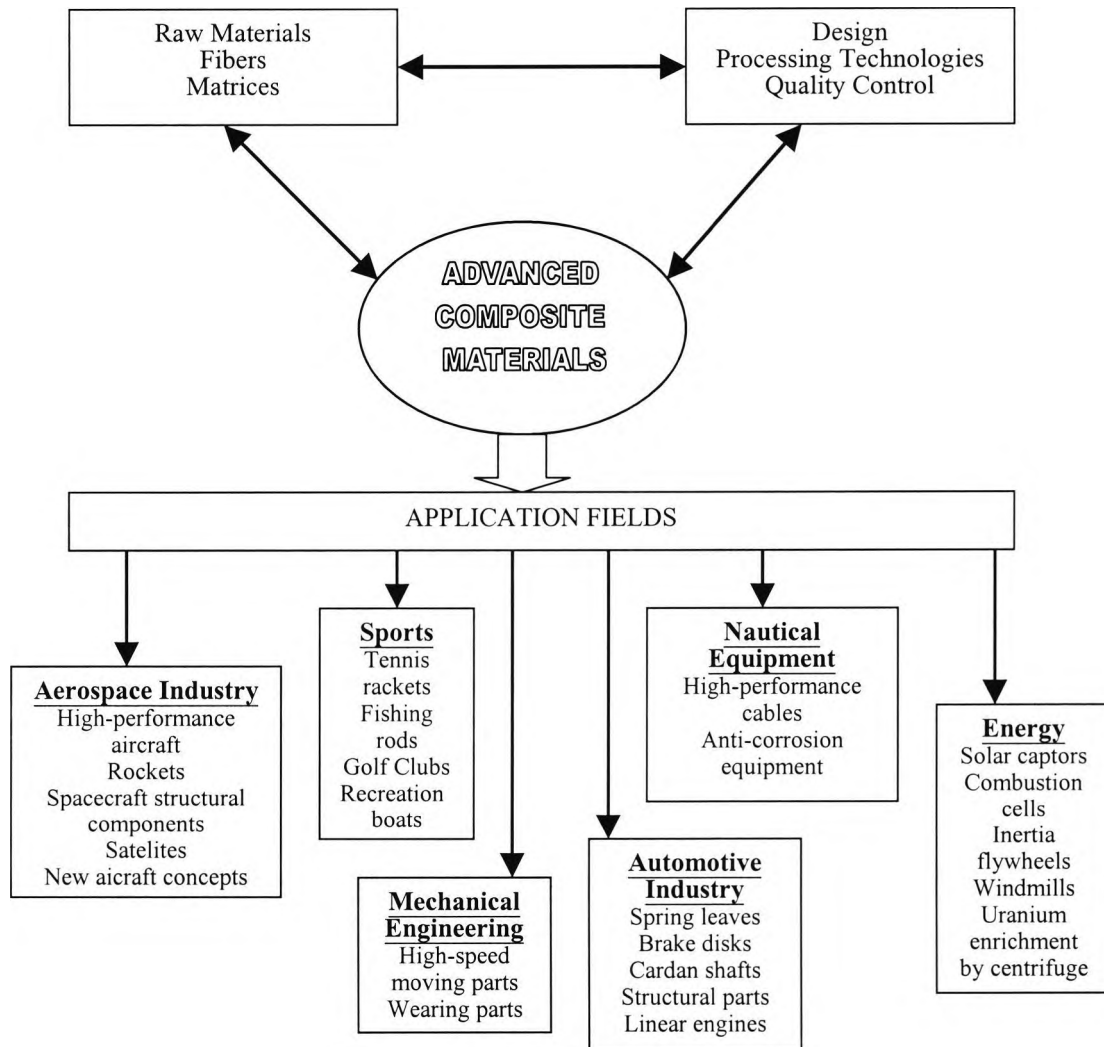 Raw Materials
Fibers
Matrices
Design
Processing Technologies
Quality Control
ADVANCED
COMPOSITE
MATERIALS
APPLICATION FIELDS
Aerospace Industry
High-performance
aircraft
Rockets
Spacecraft structural
components
Satelites
New aicraft concepts
Sports
Tennis
rackets
Fishing
rods
Golf Clubs
Recreation
boats
Mechanical
Engineering
High-speed
moving parts
Wearing parts
Automotive
Industry
Spring leaves
Brake disks
Cardan shafts
Structural parts
Linear engines
Nautical
Equipment
High-performance
cables
Anti-corrosion
equipment
Energy
Solar captors
Combustion
cells
Inertia
flywheels
Windmills
Uranium
enrichment
by centrifuge